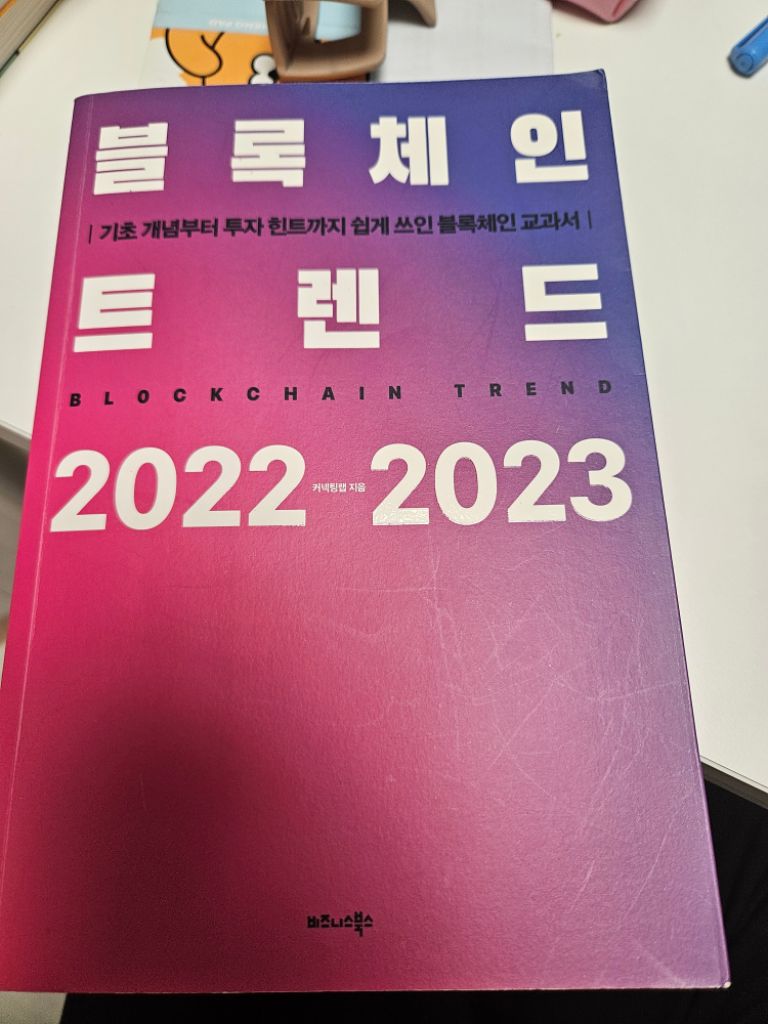 블록체인
| 기초 개념부터 투자 힌트까지 쉽게 쓰인 블록체인 교과서 |
트렌드
BLOCKCHAIN TREND
2022 커넥팅랩 지음 2023
비즈니스북스